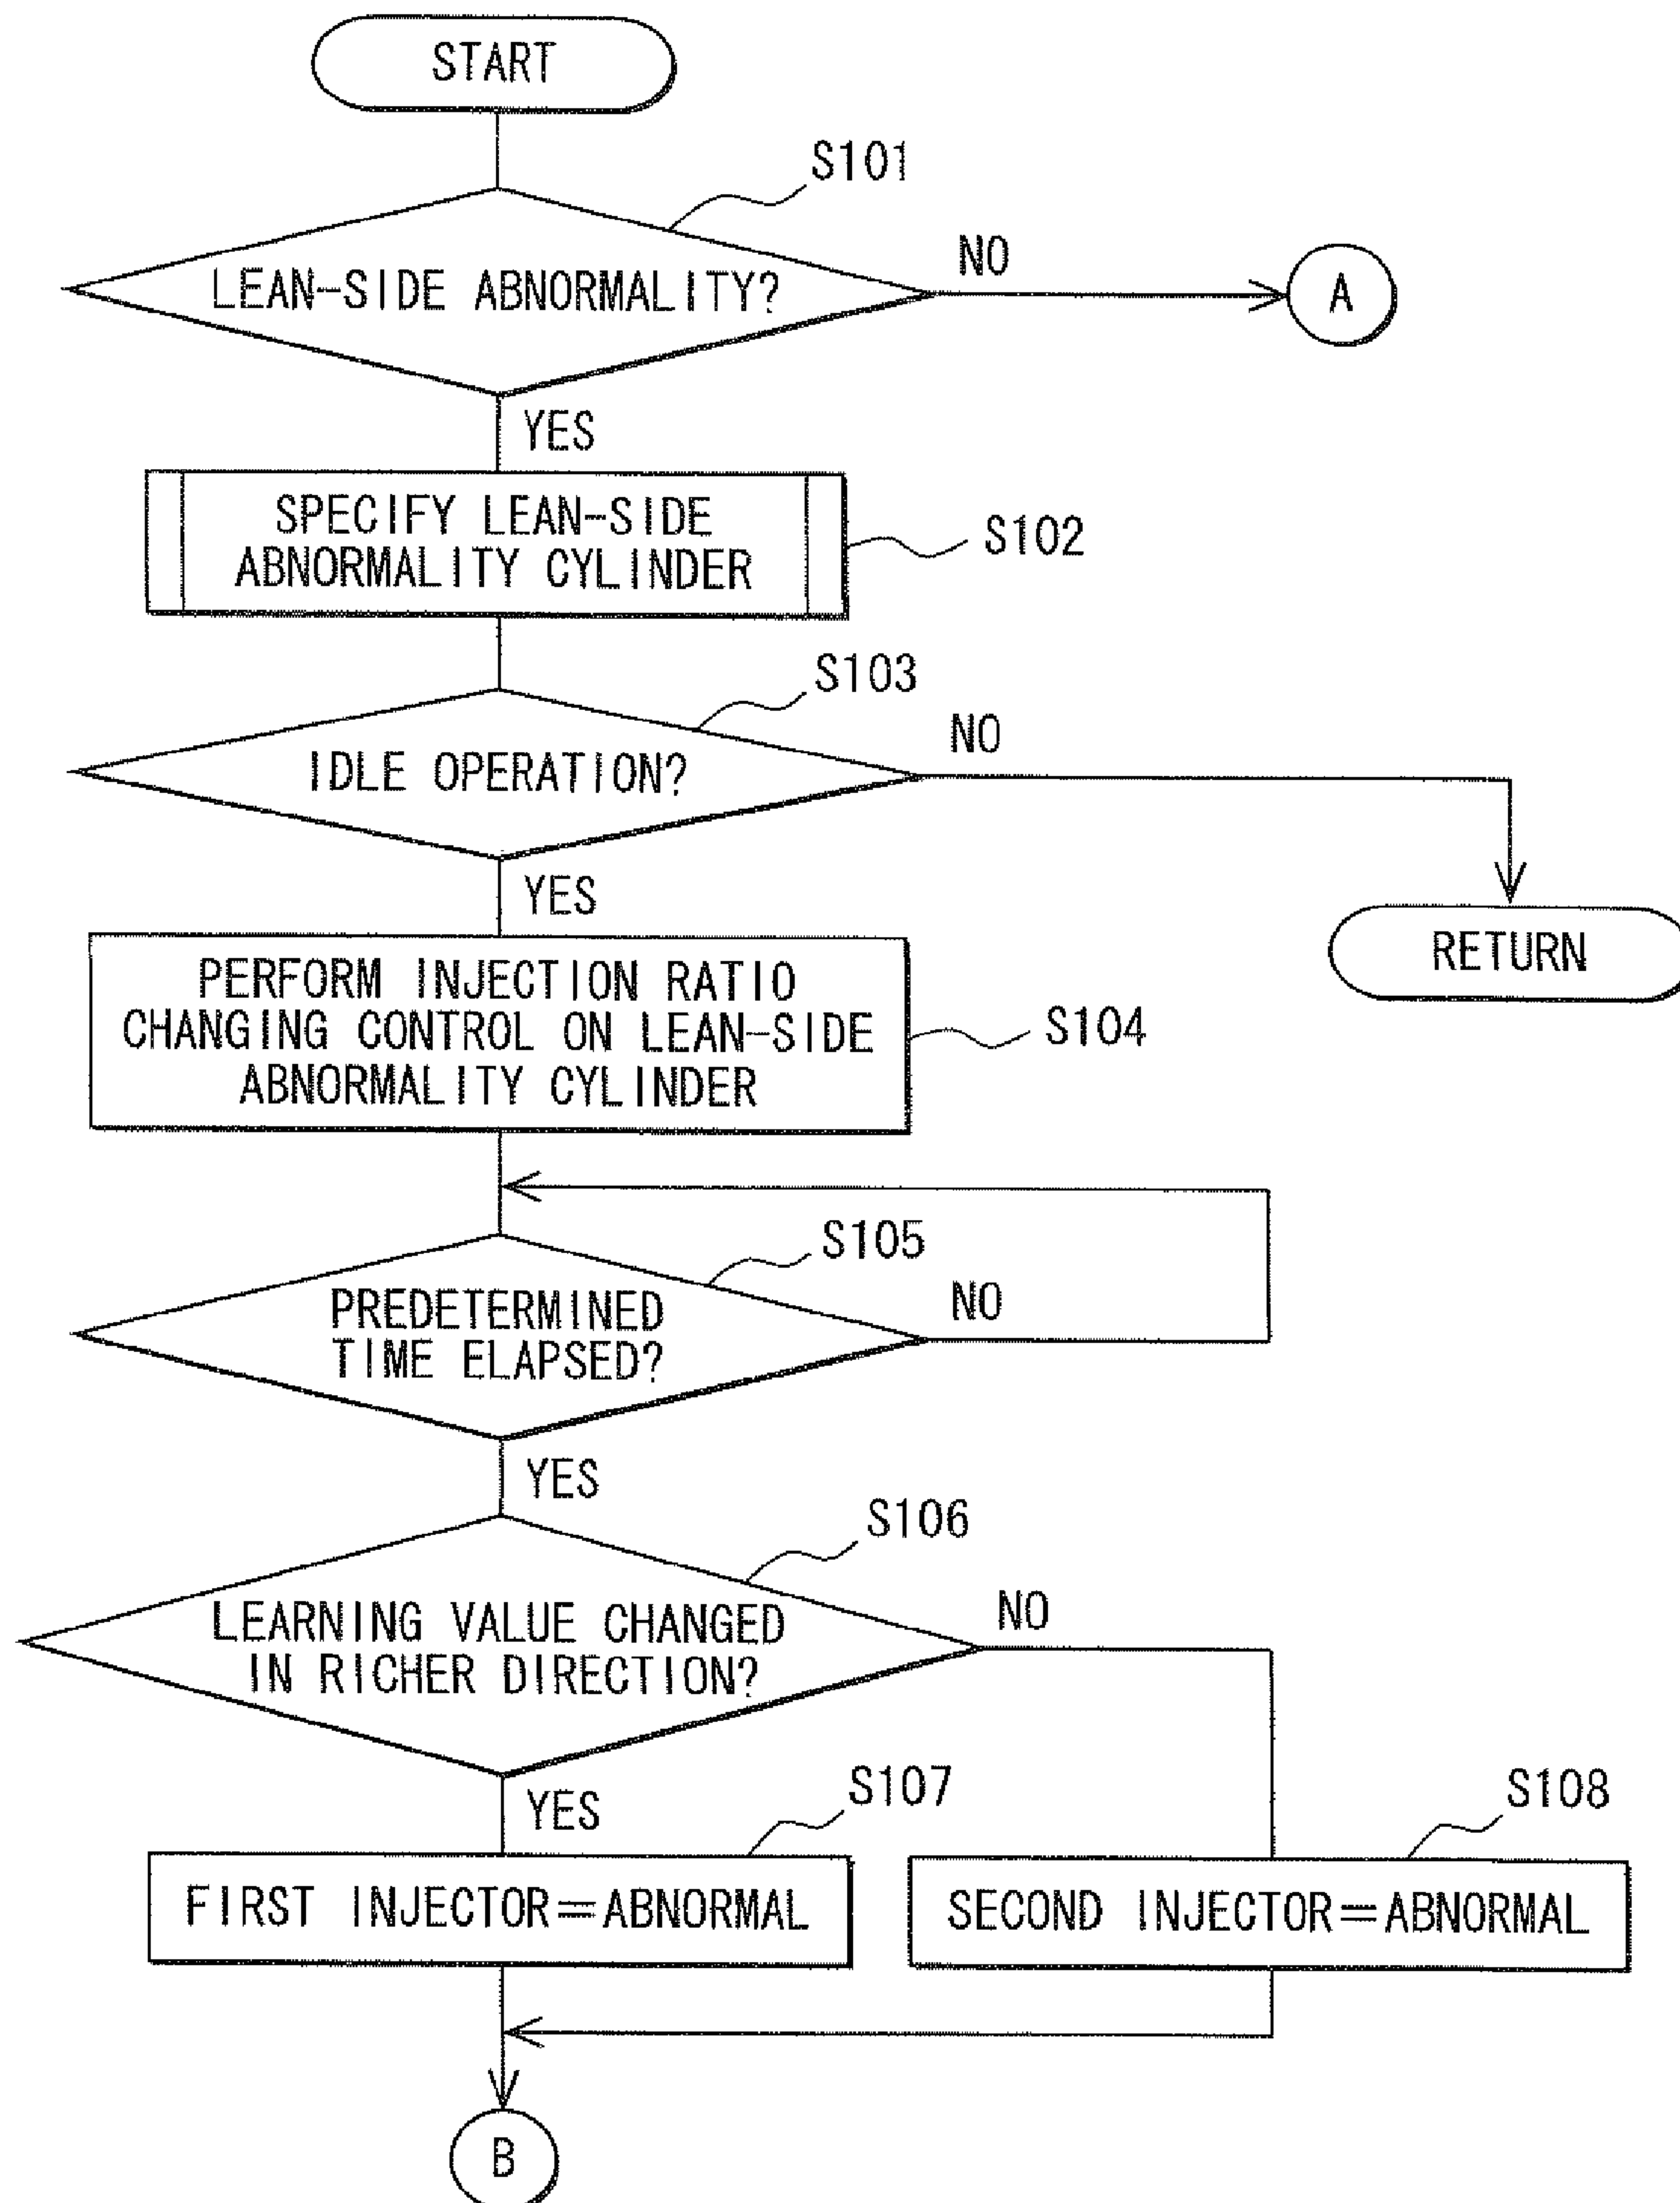 START
S101
LEAN-SIDE ABNORMALITY?
NO
A
YES
SPECIFY LEAN-SIDE
ABNORMALITY CYLINDER
S102
S103
IDLE OPERATION?
NO
YES
RETURN
PERFORM INJECTION RATIO
CHANGING CONTROL ON LEAN-SIDE
ABNORMALITY CYLINDER
S104
S105
PREDETERMINED
TIME ELAPSED?
NO
YES
S106
LEARNING VALUE CHANGED
IN RICHER DIRECTION?
NO
YES
S107
FIRST INJECTOR=ABNORMAL
S108
SECOND INJECTOR=ABNORMAL
B